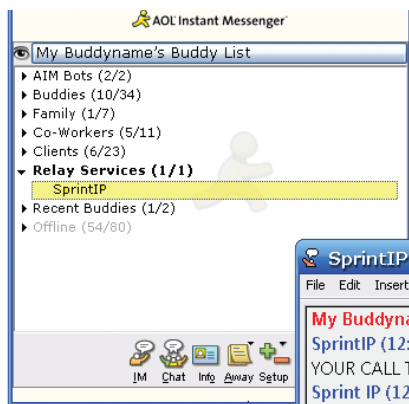 AOL Instant Messenger
My Buddyname's Buddy List
AIM Bots (2/2)
Buddies (10/34)
Family (1/7)
Co-Workers (5/11)
Clients (6/23)
Relay Services (1/1)
SprintIP
Recent Buddies (1/2)
Offline (54/80)
SprintIP
File Edit Insert
My Buddyna
SprintIP (12:
YOUR CALL T
Sprint IP (12
IM Chat Info Away Setup